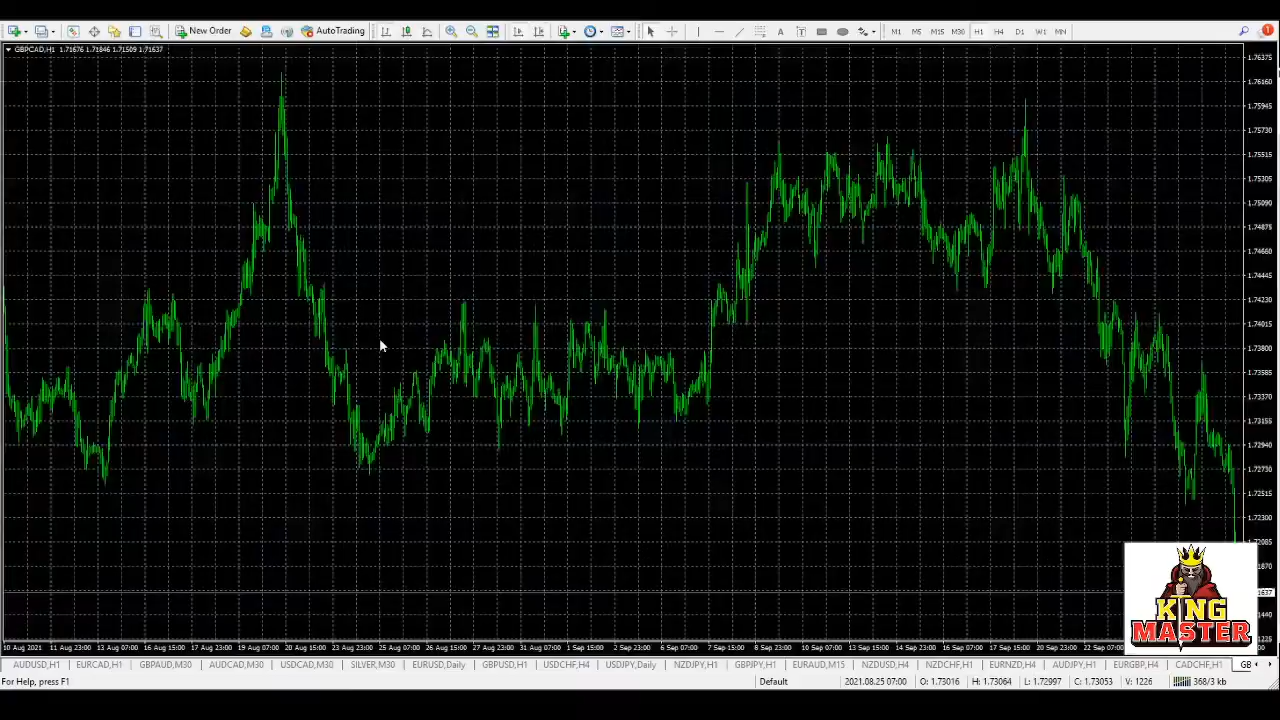 New Order
AutoTrading
A
T
M1 M5 M15 M30 H1 H4 D1 W1 MN
1
GBPCAD,H1 1.71676 1.71846 1.71509 1.71637
1.76375
1.76160
1.75945
1.75730
1.75515
1.75305
1.75090
1.74875
1.74660
1.74445
1.74230
1.74015
1.73800
1.73585
1.73370
1.73155
1.72940
1.72730
1.72515
1.72300
1.72085
1870
1637
1440
1225
KING
MASTER
10 Aug 2021 11 Aug 23:00 13 Aug 07:00 16 Aug 15:00 17 Aug 23:00 19 Aug 07:00 20 Aug 15:00 23 Aug 23:00 25 Aug 07:00 26 Aug 15:00 27 Aug 23:00 31 Aug 07:00 1 Sep 15:00 2 Sep 23:00 6 Sep 07:00 7 Sep 15:00 8 Sep 23:00 10 Sep 07:00 13 Sep 15:00 14 Sep 23:00 16 Sep 07:00 17 Sep 15:00 20 Sep 23:00 22 Sep 07:00
AUDUSD,H1 EURCAD,H1 GBPAUD,M30 AUDCAD,M30 USDCAD,M30 SILVER,M30 EURUSD,Daily GBPUSD,H1 USDCHF,H4 USDJPY,Daily NZDJPY,H1 GBPJPY,H1 EURAUD,M15 NZDUSD,H4 NZDCHF,H1 EURNZD,H4 AUDJPY,H1 EURGBP,H4 CADCHF,H1 GB
For Help, press F1
Default
2021.08.25 07:00 O: 1.73016 H: 1.73064 L: 1.72997 C: 1.73053 V: 1226 368/3 kb